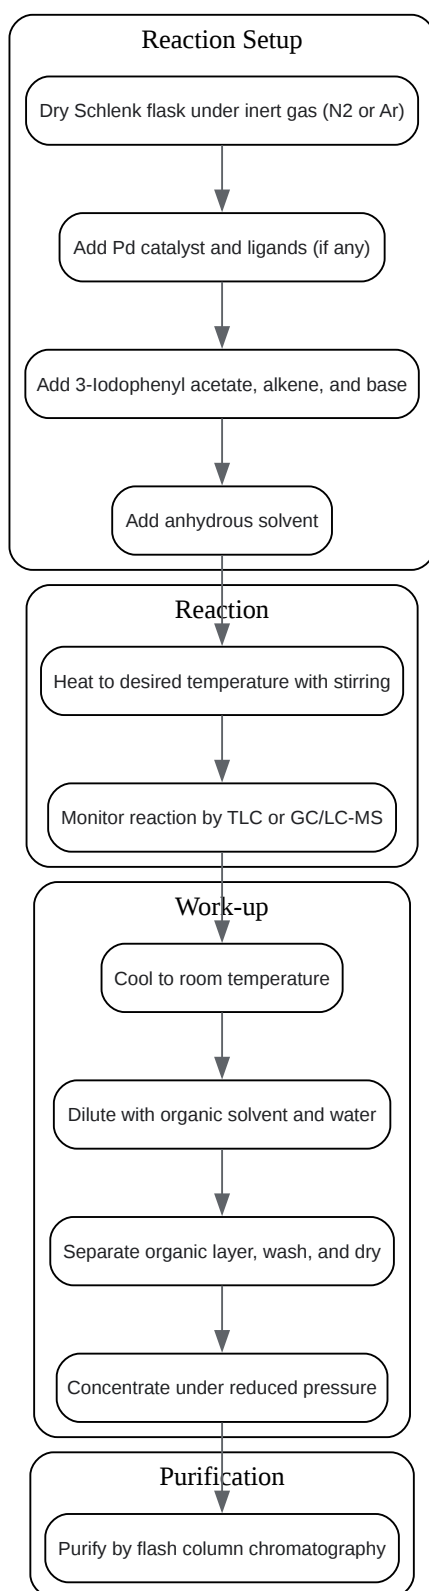 Reaction Setup
Dry Schlenk flask under inert gas (N2 or Ar)
Add Pd catalyst and ligands (if any)
Add 3-Iodophenyl acetate, alkene, and base
Add anhydrous solvent
Reaction
Heat to desired temperature with stirring
Monitor reaction by TLC or GC/LC-MS
Work-up
Cool to room temperature
Dilute with organic solvent and water
Separate organic layer, wash, and dry
Concentrate under reduced pressure
Purification
Purify by flash column chromatography